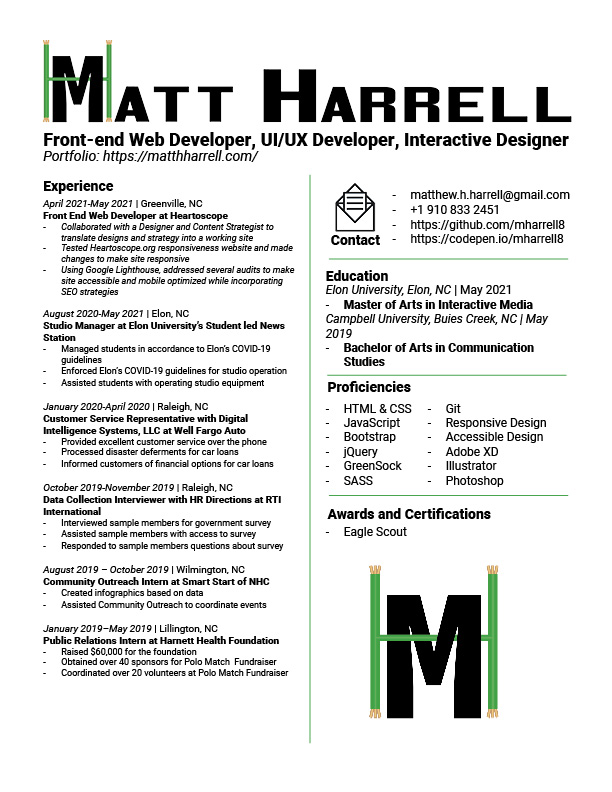 MATT HARRELL
Front-end Web Developer, UI/UX Developer, Interactive Designer
Portfolio: https://matthharrell.com/
Experience
April 2021-May 2021 | Greenville, NC
Front End Web Developer at Heartoscope
- Collaborated with a Designer and Content Strategist to
translate designs and strategy into a working site
- Tested Heartoscope.org responsiveness website and made
changes to make site responsive
- Using Google Lighthouse, addressed several audits to make
site accessible and mobile optimized while incorporating
SEO strategies
August 2020-May 2021 | Elon, NC
Studio Manager at Elon University's Student led News
Station
- Managed students in accordance to Elon's COVID-19
guidelines
- Enforced Elon's COVID-19 guidelines for studio operation
- Assisted students with operating studio equipment
January 2020-April 2020 | Raleigh, NC
Customer Service Representative with Digital
Intelligence Systems, LLC at Well Fargo Auto
- Provided excellent customer service over the phone
- Processed disaster deferments for car loans
- Informed customers of financial options for car loans
October 2019-November 2019 | Raleigh, NC
Data Collection Interviewer with HR Directions at RTI
International
- Interviewed sample members for government survey
- Assisted sample members with access to survey
- Responded to sample members questions about survey
August 2019 – October 2019 | Wilmington, NC
Community Outreach Intern at Smart Start of NHC
- Created infographics based on data
- Assisted Community Outreach to coordinate events
January 2019–May 2019 | Lillington, NC
Public Relations Intern at Harnett Health Foundation
- Raised $60,000 for the foundation
- Obtained over 40 sponsors for Polo Match Fundraiser
- Coordinated over 20 volunteers at Polo Match Fundraiser
Contact
- matthew.h.harrell@gmail.com
- +1 910 833 2451
- https://github.com/mharrell8
- https://codepen.io/mharrell8
Education
Elon University, Elon, NC | May 2021
- Master of Arts in Interactive Media
Campbell University, Buies Creek, NC | May
2019
- Bachelor of Arts in Communication
Studies
Proficiencies
- HTML & CSS
- JavaScript
- Bootstrap
- jQuery
- GreenSock
- SASS
- Git
- Responsive Design
- Accessible Design
- Adobe XD
- Illustrator
- Photoshop
Awards and Certifications
- Eagle Scout
HM